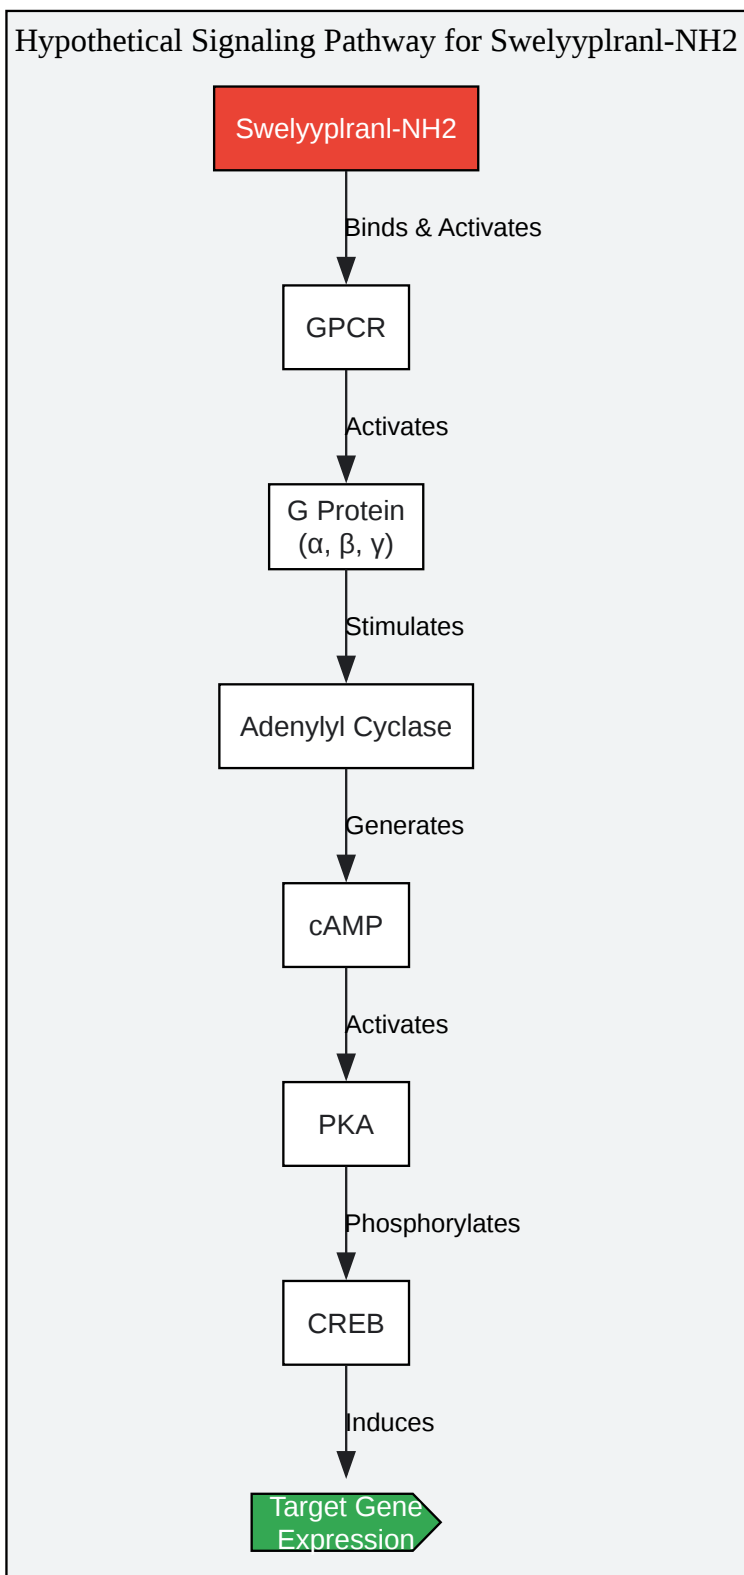 Hypothetical Signaling Pathway for Swelyyplranl-NH2
Swelyyplranl-NH2
Binds & Activates
GPCR
Activates
G Protein
(α, β, γ)
Stimulates
Adenylyl Cyclase
Generates
cAMP
Activates
PKA
Phosphorylates
CREB
Induces
Target Gene
Expression